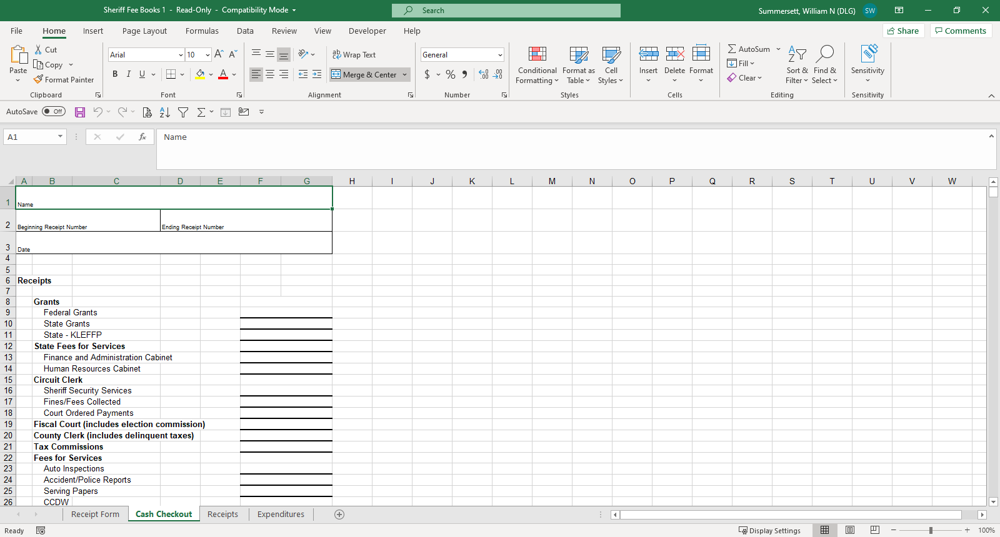 Sheriff Fee Books 1 - Read-Only - Compatibility Mode
Search
Summersett, William N (DLG) SW
File Home Insert Page Layout Formulas Data Review View Developer Help
Share Comments
Paste
Cut
Copy
Format Painter
Clipboard
Arial 10 A A
B I U A
Font
ab Wrap Text
Merge & Center
Alignment
General
$ % 9 .00 .00
Number
Conditional Formatting
Format as Table
Cell Styles
Styles
Insert Delete Format
Cells
AutoSum
Fill
Clear
Sort & Filter
Find & Select
Editing
Sensitivity
Sensitivity
AutoSave Off
A1 fx Name
A B C D E F G H I J K L M N O P Q R S T U V W
1 Name
2 Beginning Receipt Number Ending Receipt Number
3 Date
4
5
6 Receipts
7
8 Grants
9 Federal Grants
10 State Grants
11 State - KLEFFP
12 State Fees for Services
13 Finance and Administration Cabinet
14 Human Resources Cabinet
15 Circuit Clerk
16 Sheriff Security Services
17 Fines/Fees Collected
18 Court Ordered Payments
19 Fiscal Court (includes election commission)
20 County Clerk (includes delinquent taxes)
21 Tax Commissions
22 Fees for Services
23 Auto Inspections
24 Accident/Police Reports
25 Serving Papers
26 CCDW
Receipt Form Cash Checkout Receipts Expenditures
Ready Display Settings 100%